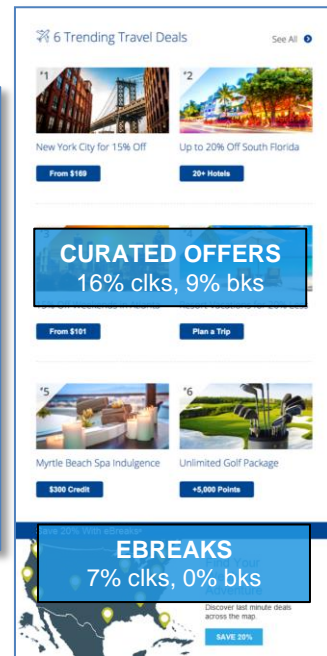 6 Trending Travel Deals
See All
#1
#2
New York City for 15% Off
Up to 20% Off South Florida
From $169
20+ Hotels
CURATED OFFERS
16% clks, 9% bks
From $101
Plan a Trip
#5
#6
Myrtle Beach Spa Indulgence
Unlimited Golf Package
$300 Credit
+5,000 Points
Save 20% With eBreaks!
EBREAKS
7% clks, 0% bks
Find Your
Adventure
Discover last minute deals
across the map.
SAVE 20%